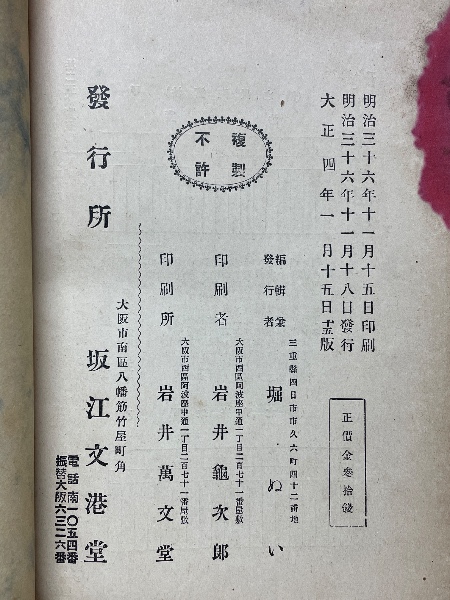 明治三十六年十一月十五日印刷
明治三十六年十一月十八日發行
大正四年一月十五日十五版
正價金參拾錢
複製
不許
編輯兼
發行者
三重縣四日市市久六町四十二番地
堀ぬい
印刷者
大阪市西區阿波座中通一丁目二百七十一番屋敷
岩井龜次郎
印刷所
大阪市西區阿波座中通一丁目二百七十一番屋敷
岩井萬文堂
大阪市南區八幡筋竹屋町角
發行所 坂江文港堂
電話南一〇五四番
振替大阪六三二六番